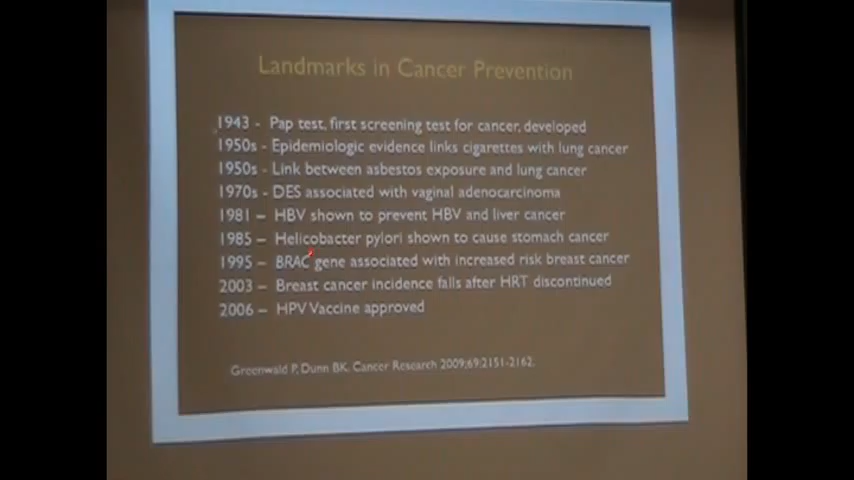 Landmarks in Cancer Prevention
1943 - Pap test, first screening test for cancer, developed
1950s - Epidemiologic evidence links cigarettes with lung cancer
1950s - Link between asbestos exposure and lung cancer
1970s - DES associated with vaginal adenocarcinoma
1981 – HBV shown to prevent HBV and liver cancer
1985 – Helicobacter pylori shown to cause stomach cancer
1995 – BRAC gene associated with increased risk breast cancer
2003 – Breast cancer incidence falls after HRT discontinued
2006 – HPV Vaccine approved
Greenwald P, Dunn BK. Cancer Research 2009;69:2151-2162.